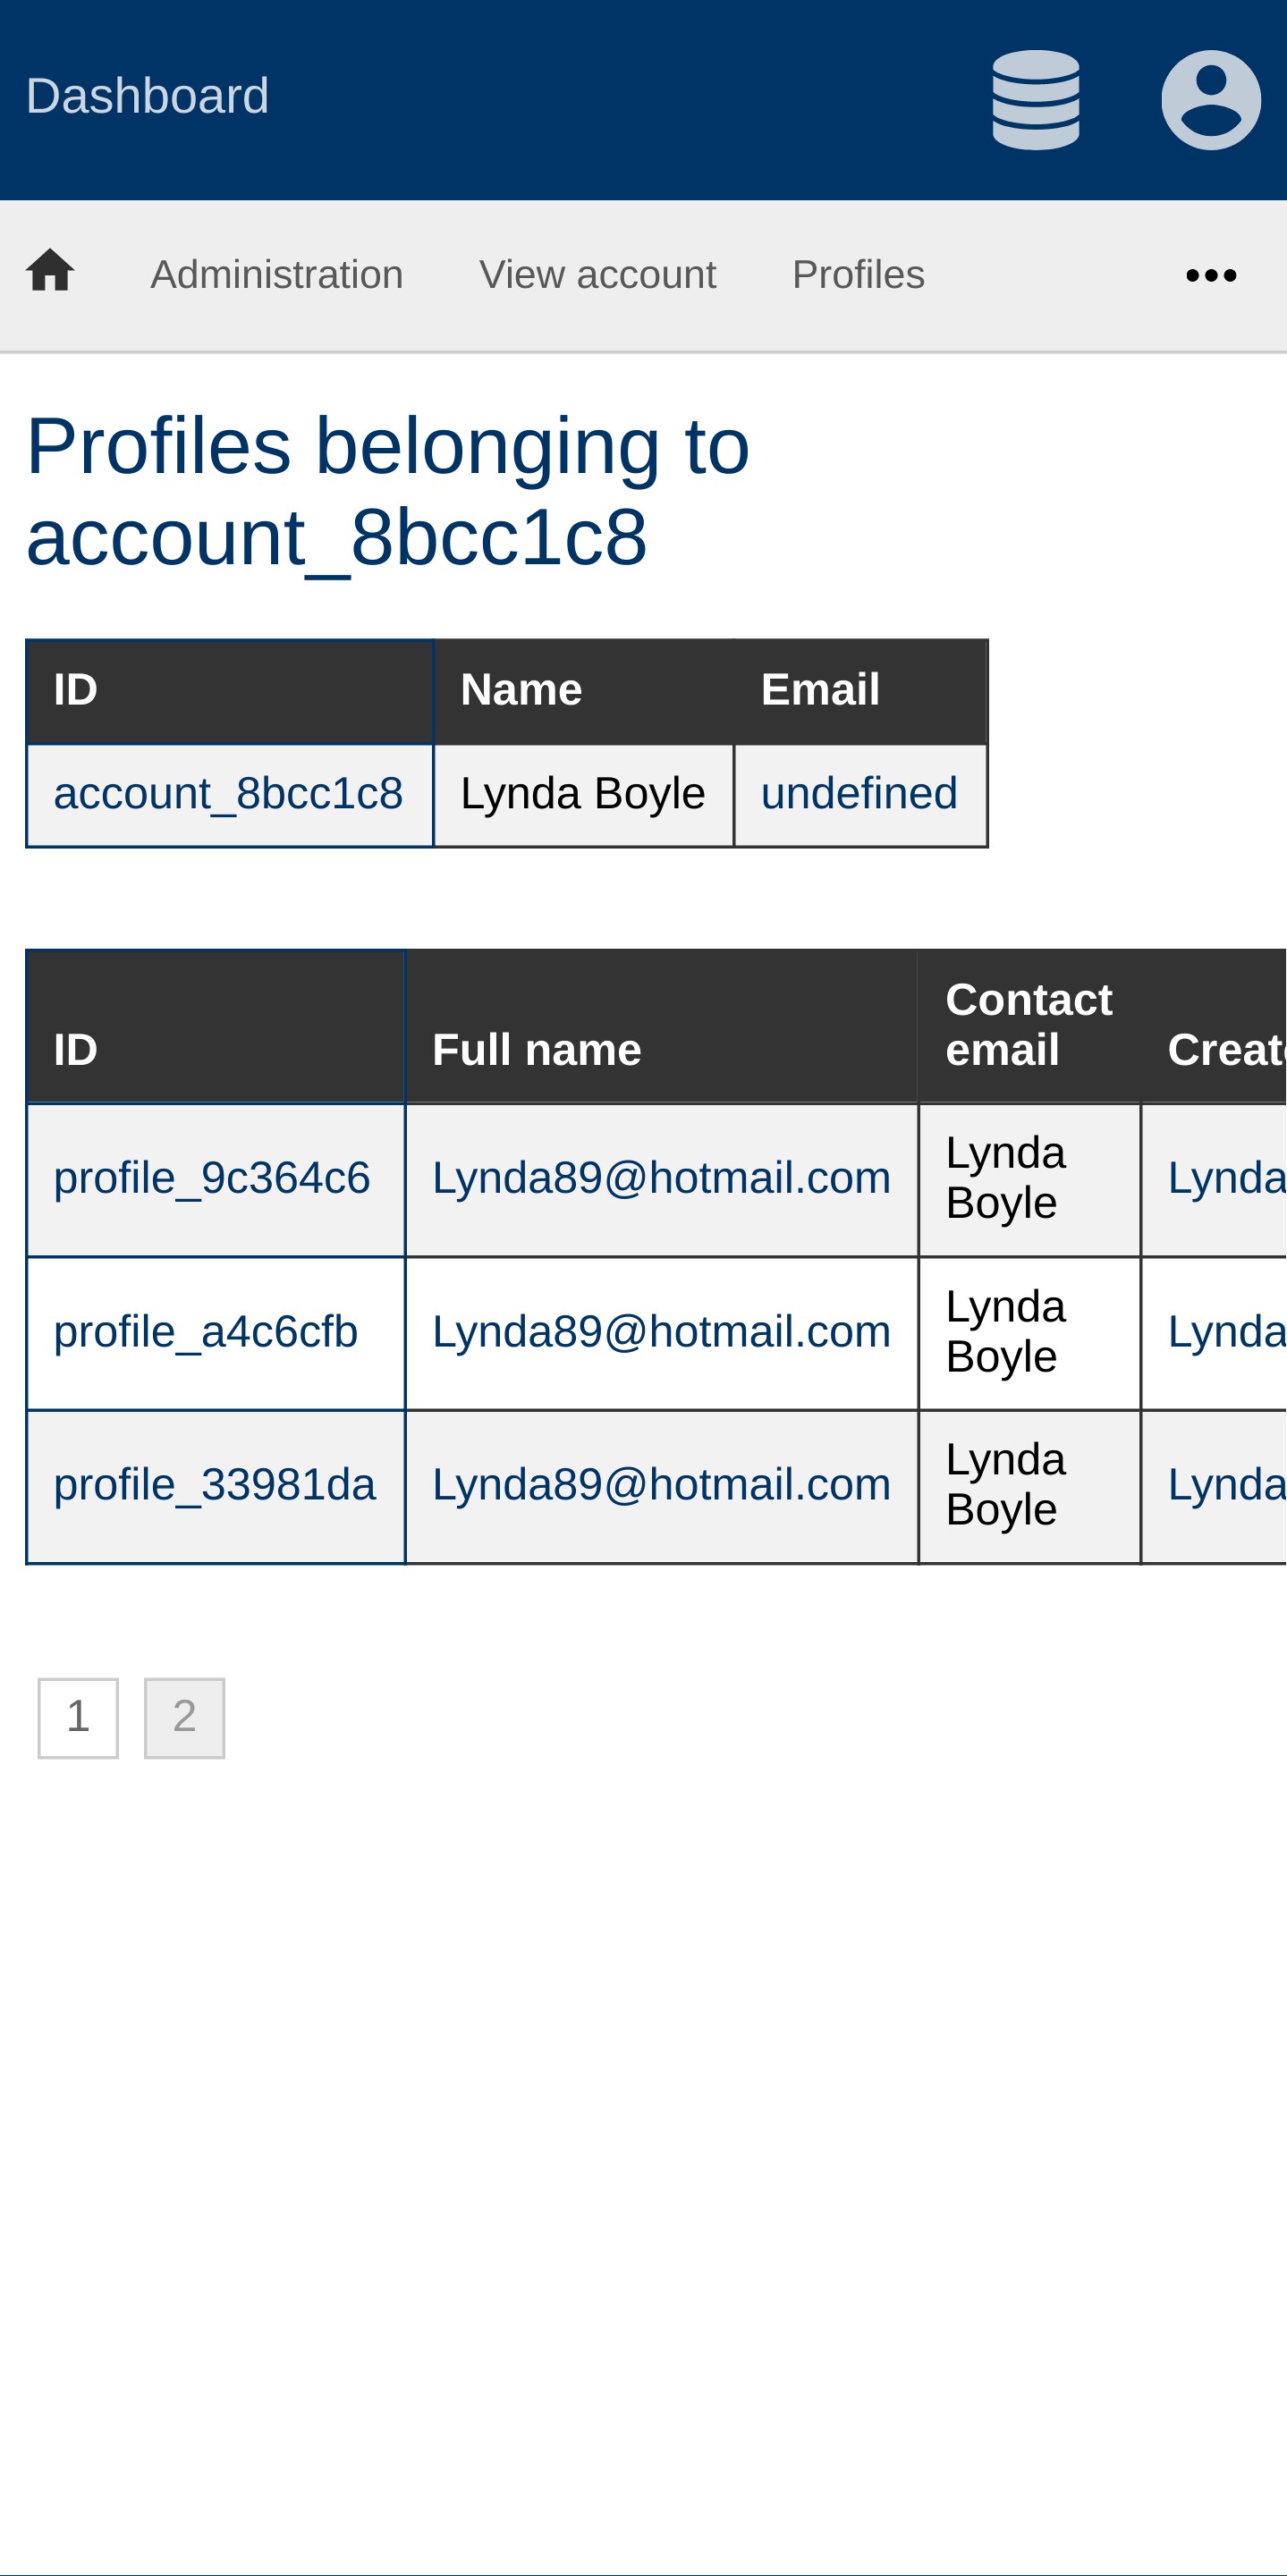 Dashboard
Administration View account Profiles
Profiles belonging to
account_8bcc1c8
ID Name Email
account_8bcc1c8 Lynda Boyle undefined
ID Full name Contact email
profile_9c364c6 Lynda89@hotmail.com Lynda Boyle Lynda
profile_a4c6cfb Lynda89@hotmail.com Lynda Boyle Lynda
profile_33981da Lynda89@hotmail.com Lynda Boyle Lynda
1 2